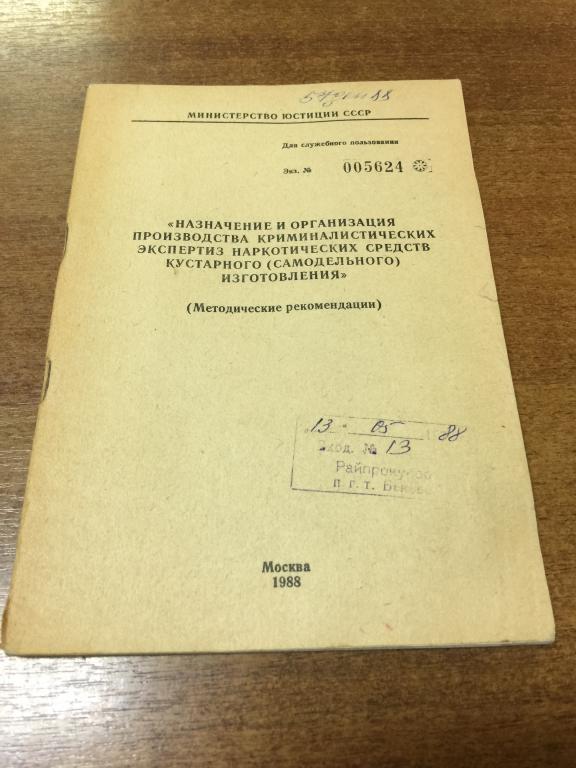 МИНИСТЕРСТВО ЮСТИЦИИ СССР
Для служебного пользования
Экз. № 005624
«НАЗНАЧЕНИЕ И ОРГАНИЗАЦИЯ
ПРОИЗВОДСТВА КРИМИНАЛИСТИЧЕСКИХ
ЭКСПЕРТИЗ НАРКОТИЧЕСКИХ СРЕДСТВ
КУСТАРНОГО (САМОДЕЛЬНОГО)
ИЗГОТОВЛЕНИЯ»
(Методические рекомендации)
13 05 88
Вход. № 13
п. г. т.
Москва
1988